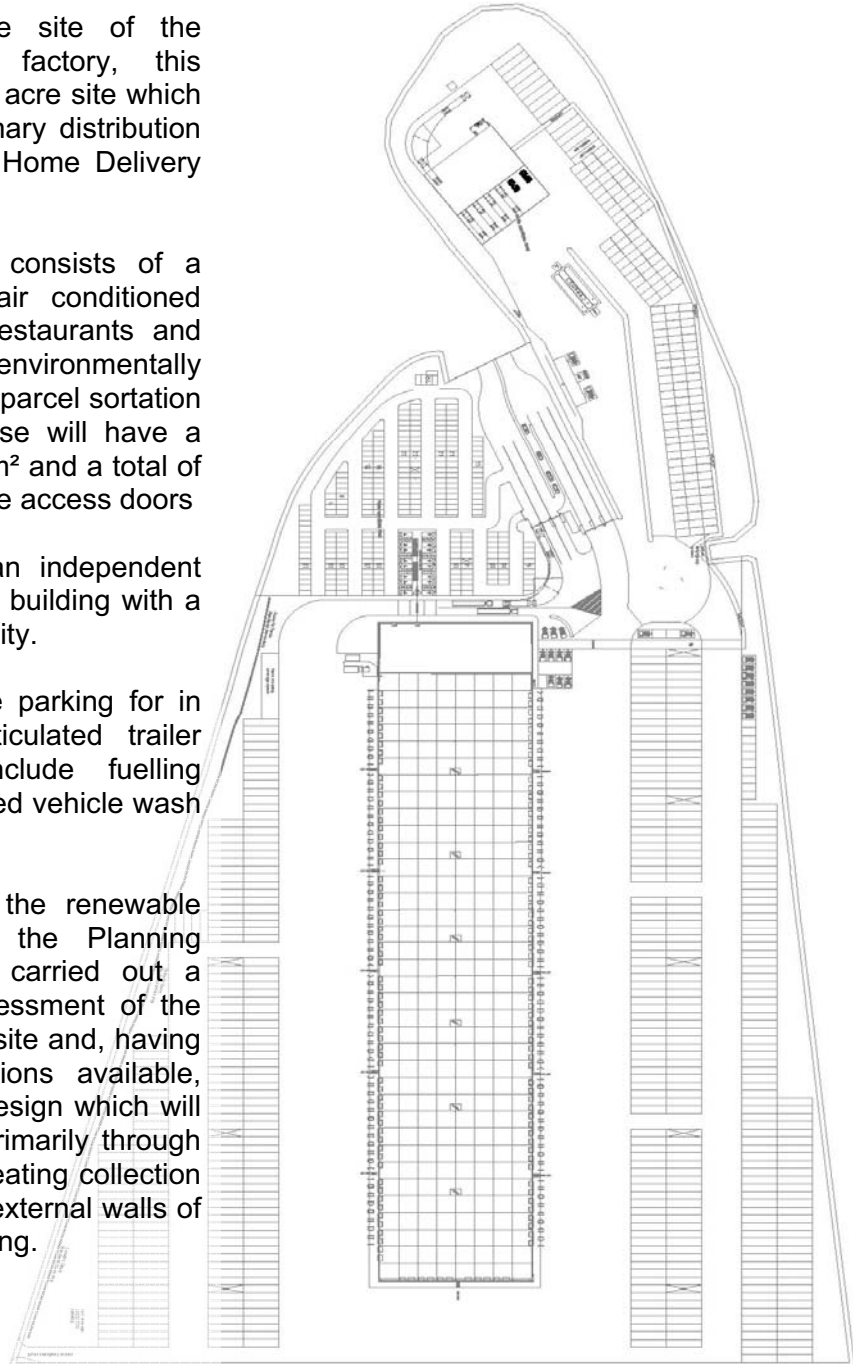 e site of the
factory, this
acre site which
nary distribution
Home Delivery
consists of a
air conditioned
estaurants and
environmentally
parcel sortation
se will have a
m² and a total of
e access doors
an independent
building with a
ity.
e parking for in
ticulated trailer
nclude fuelling
ed vehicle wash
the renewable
the Planning
carried out a
essment of the
site and, having
ions available,
esign which will
rimarily through
eating collection
external walls of
ng.